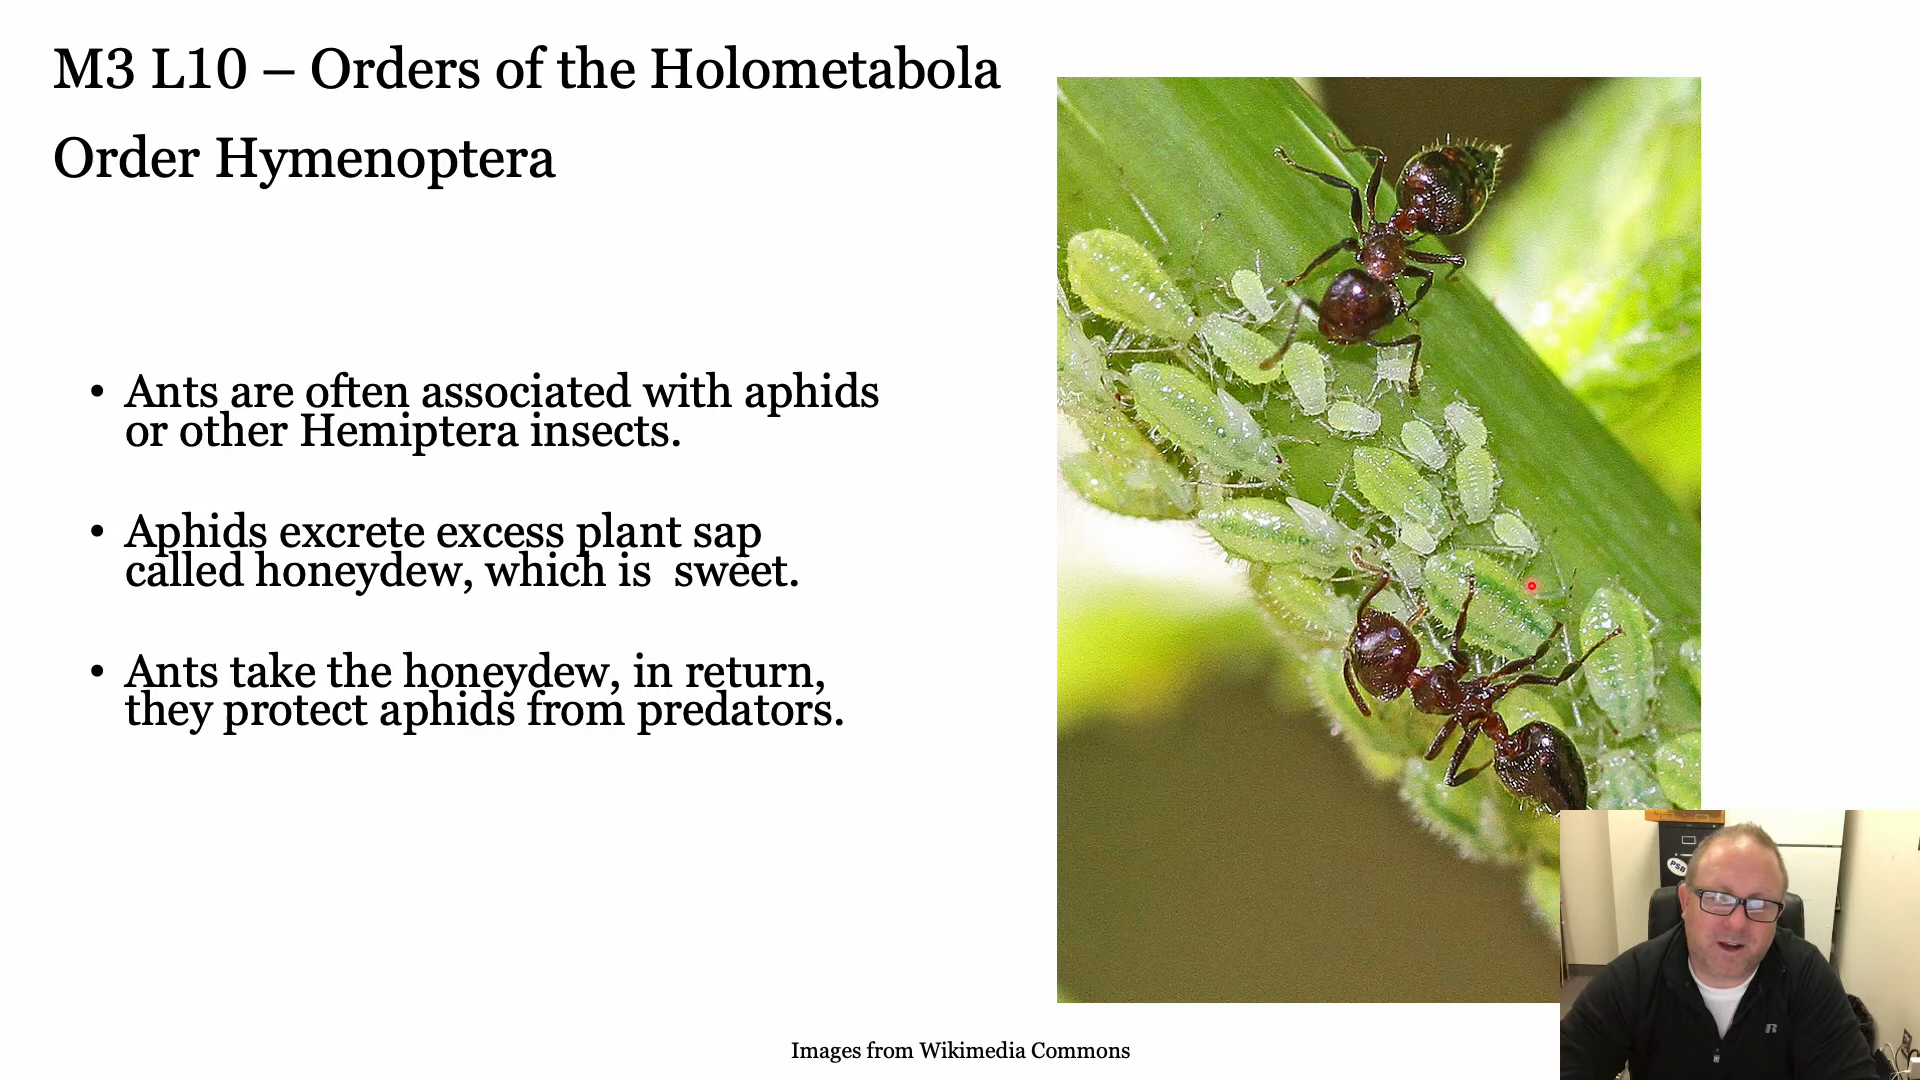 M3 L10 – Orders of the Holometabola
Order Hymenoptera
• Ants are often associated with aphids
or other Hemiptera insects.
• Aphids excrete excess plant sap
called honeydew, which is  sweet.
• Ants take the honeydew, in return,
they protect aphids from predators.
PSB
R
Images from Wikimedia Commons